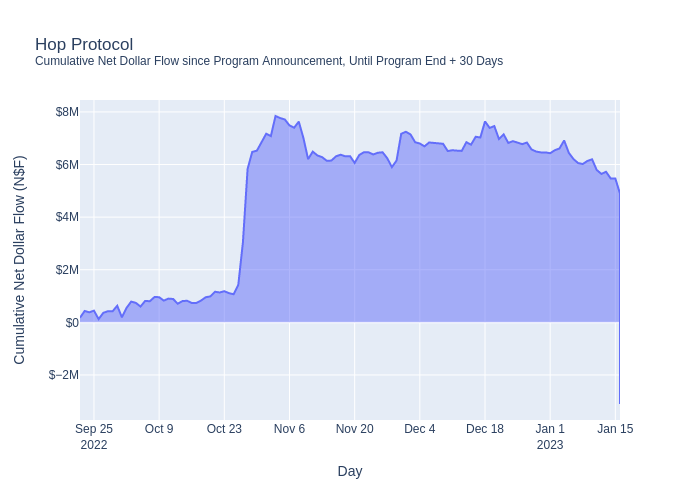 Hop Protocol
Cumulative Net Dollar Flow since Program Announcement, Until Program End + 30 Days
Cumulative Net Dollar Flow (N$F)
$8M
$6M
$4M
$2M
$0
$−2M
Sep 25
2022
Oct 9
Oct 23
Nov 6
Nov 20
Dec 4
Dec 18
Jan 1
2023
Jan 15
Day